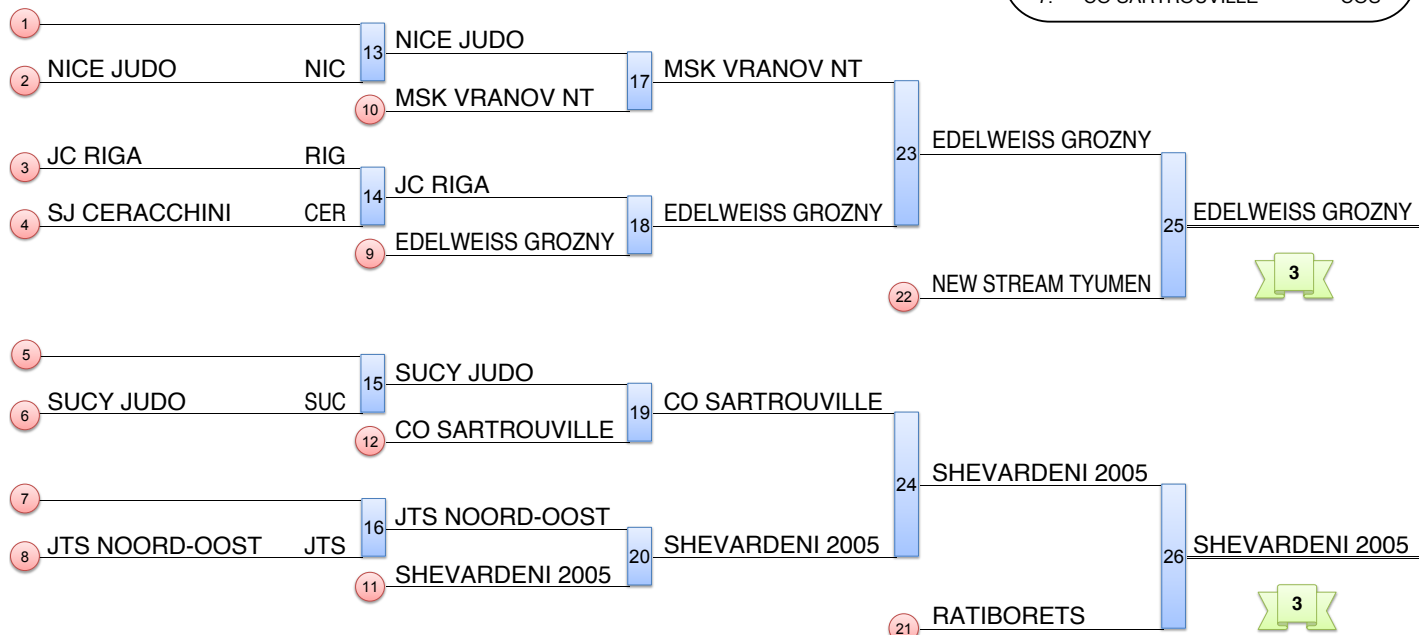 7. CO SARTROUVILLE COS
1
13 NICE JUDO
2 NICE JUDO NIC
17 MSK VRANOV NT
10 MSK VRANOV NT
23 EDELWEISS GROZNY
3 JC RIGA RIG
14 JC RIGA
4 SJ CERACCHINI CER
18 EDELWEISS GROZNY
9 EDELWEISS GROZNY
25 EDELWEISS GROZNY
3
22 NEW STREAM TYUMEN
5
15 SUCY JUDO
6 SUCY JUDO SUC
19 CO SARTROUVILLE
12 CO SARTROUVILLE
24 SHEVARDENI 2005
7
16 JTS NOORD-OOST
8 JTS NOORD-OOST JTS
20 SHEVARDENI 2005
11 SHEVARDENI 2005
26 SHEVARDENI 2005
3
21 RATIBORETS